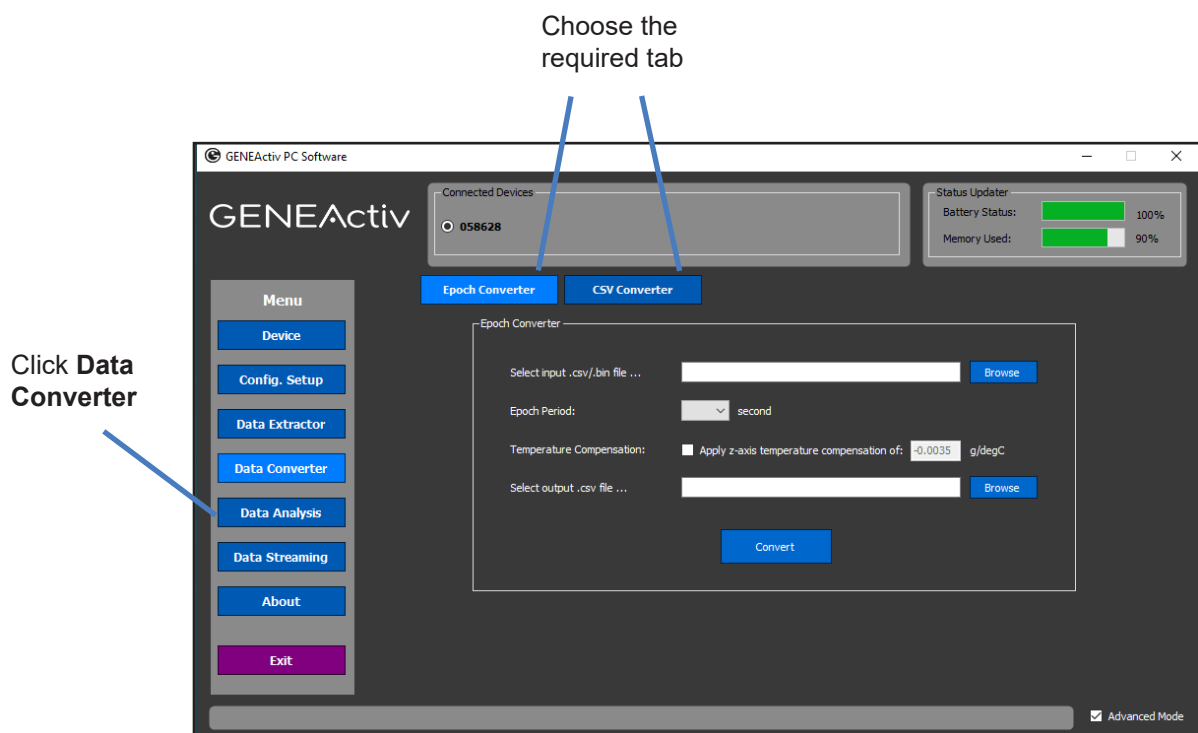 Choose the
required tab
GENEActiv PC Software
GENEActiv
Connected Devices
058628
Status Updater
Battery Status:
100%
Memory Used:
90%
Click Data
Converter
Menu
Device
Config. Setup
Data Extractor
Data Converter
Data Analysis
Data Streaming
About
Exit
Epoch Converter
CSV Converter
Epoch Converter
Select input .csv/.bin file ...
Browse
Epoch Period:
second
Temperature Compensation:
Apply z-axis temperature compensation of:
-0.0035
g/degC
Select output .csv file ...
Browse
Convert
Advanced Mode